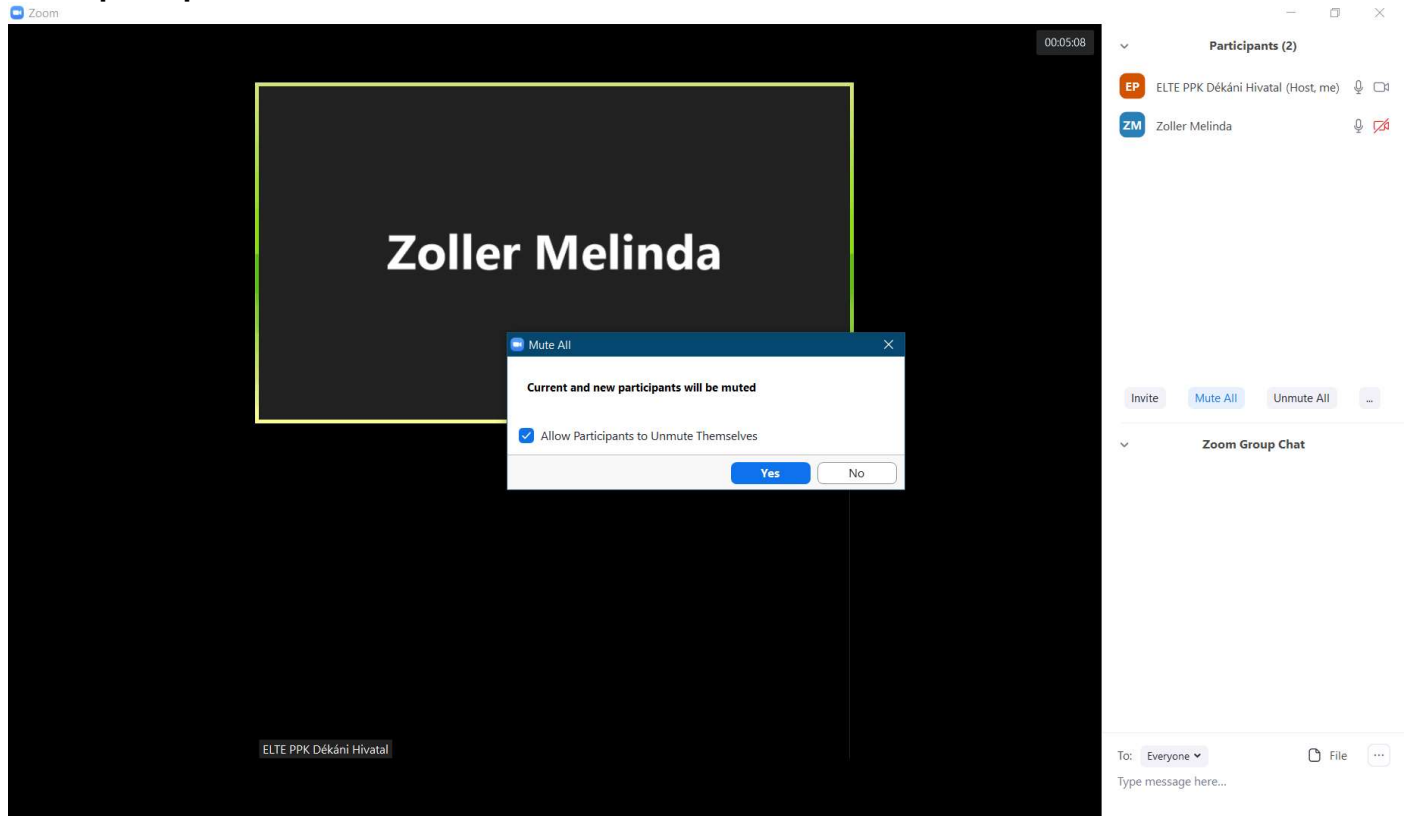 Zoom
00:05:08
Zoller Melinda
Mute All
Current and new participants will be muted
Allow Participants to Unmute Themselves
Yes No
ELTE PPK Dékáni Hivatal
Participants (2)
EP ELTE PPK Dékáni Hivatal (Host, me)
ZM Zoller Melinda
Invite Mute All Unmute All ...
Zoom Group Chat
To: Everyone File ...
Type message here...